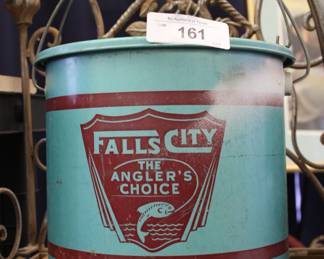 161
FALLS CITY
THE
ANGLER'S
CHOICE